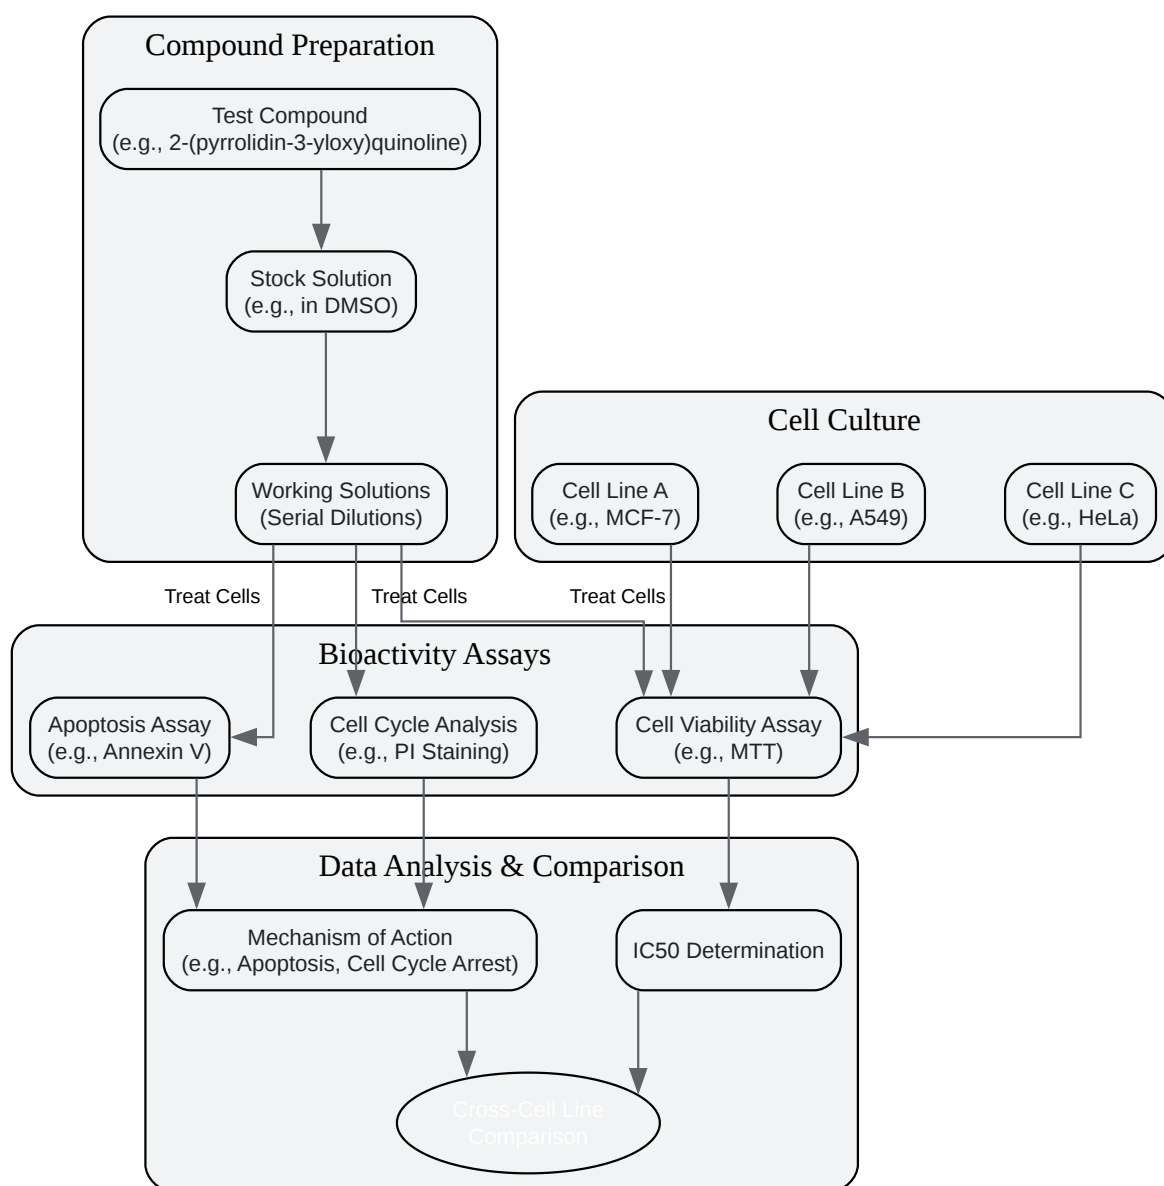 Compound Preparation
Test Compound
(e.g., 2-(pyrrolidin-3-yloxy)quinoline)
Stock Solution
(e.g., in DMSO)
Working Solutions
(Serial Dilutions)
Cell Culture
Cell Line A
(e.g., MCF-7)
Cell Line B
(e.g., A549)
Cell Line C
(e.g., HeLa)
Treat Cells
Treat Cells
Treat Cells
Bioactivity Assays
Apoptosis Assay
(e.g., Annexin V)
Cell Cycle Analysis
(e.g., PI Staining)
Cell Viability Assay
(e.g., MTT)
Data Analysis & Comparison
Mechanism of Action
(e.g., Apoptosis, Cell Cycle Arrest)
IC50 Determination
Cross-Cell Line
Comparison